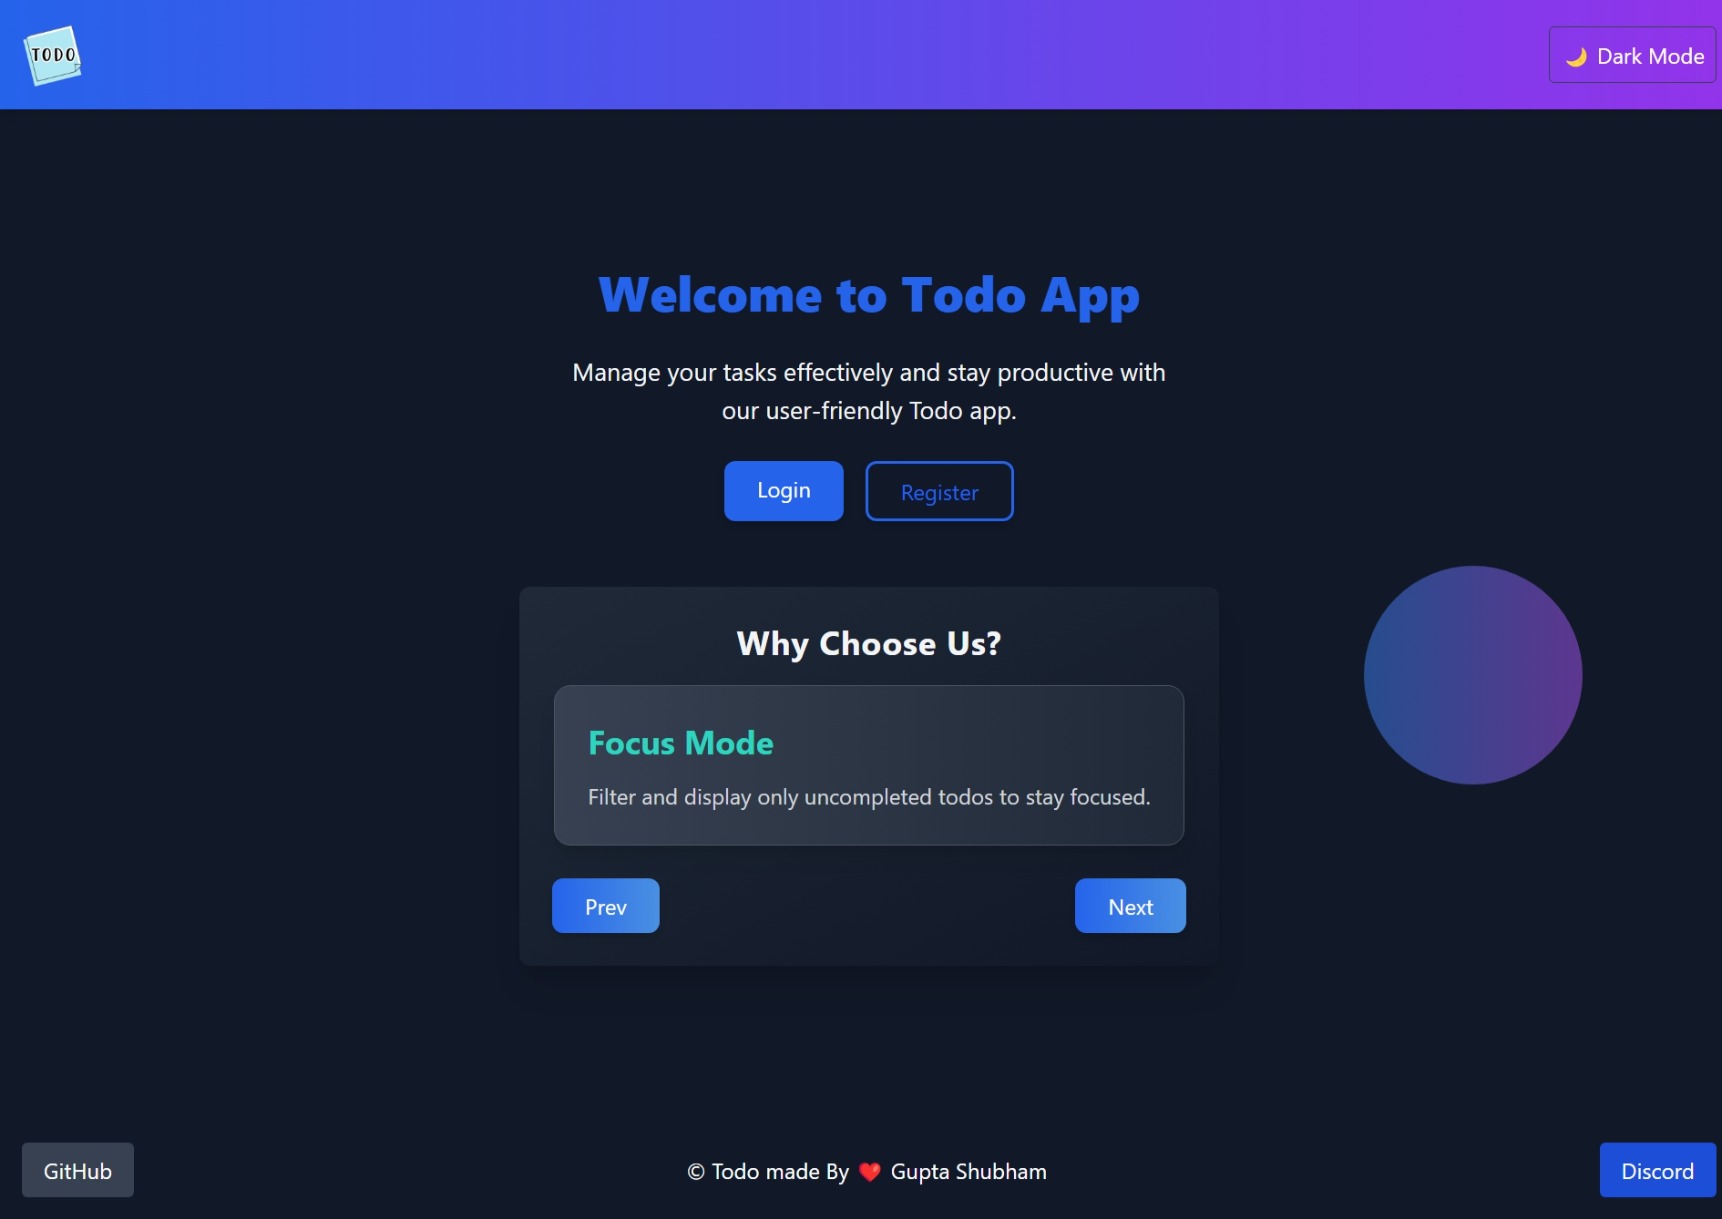 TODO
🌙 Dark Mode
Welcome to Todo App
Manage your tasks effectively and stay productive with
our user-friendly Todo app.
Login
Register
Why Choose Us?
Focus Mode
Filter and display only uncompleted todos to stay focused.
Prev
Next
GitHub
© Todo made By ❤️ Gupta Shubham
Discord